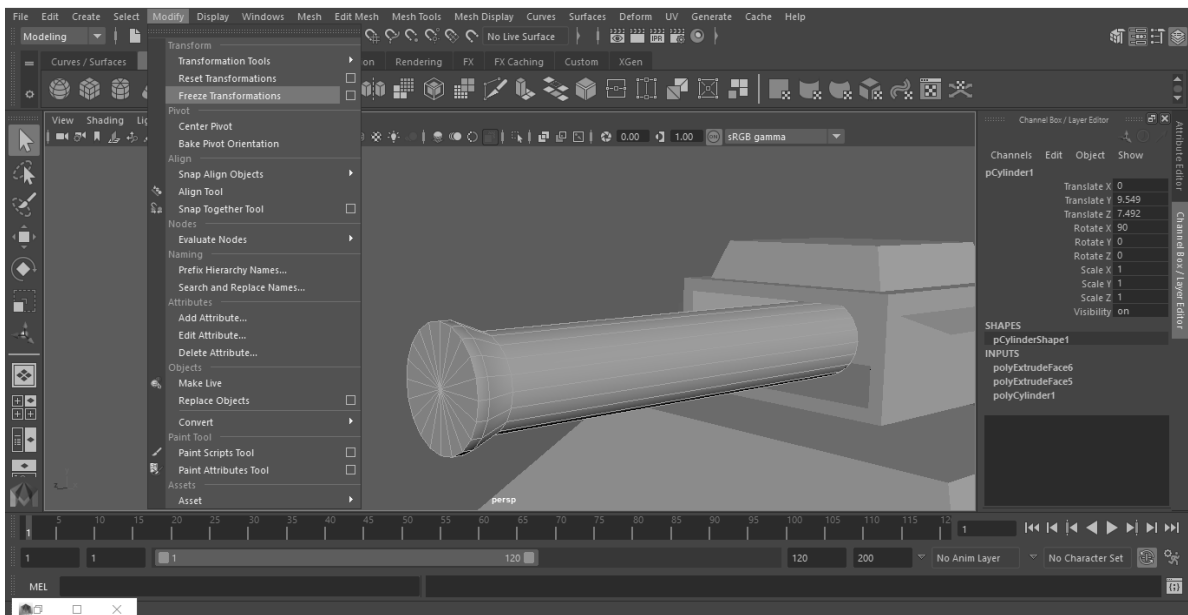 File Edit Create Select Modify Display Windows Mesh Edit Mesh Mesh Tools Mesh Display Curves Surfaces Deform UV Generate Cache Help
Modeling No Live Surface IPR
Curves / Surfaces on Rendering FX FX Caching Custom XGen
View Shading Lig 0.00 1.00 sRGB gamma
Transform
Transformation Tools
Reset Transformations
Freeze Transformations
Pivot
Center Pivot
Bake Pivot Orientation
Align
Snap Align Objects
Align Tool
Snap Together Tool
Nodes
Evaluate Nodes
Naming
Prefix Hierarchy Names...
Search and Replace Names...
Attributes
Add Attribute...
Edit Attribute...
Delete Attribute...
Objects
Make Live
Replace Objects
Convert
Paint Tool
Paint Scripts Tool
Paint Attributes Tool
Assets
Asset
persp
Channel Box / Layer Editor
Channels Edit Object Show
pCylinder1
Translate X 0
Translate Y 9.549
Translate Z 7.492
Rotate X 90
Rotate Y 0
Rotate Z 0
Scale X 1
Scale Y 1
Scale Z 1
Visibility on
SHAPES
pCylinderShape1
INPUTS
polyExtrudeFace6
polyExtrudeFace5
polyCylinder1
Attribute Editor
Channel Box / Layer Editor
5 10 15 20 25 30 35 40 45 50 55 60 65 70 75 80 85 90 95 100 105 110 115 12
1 1
1 1 1 120 120 200 No Anim Layer No Character Set
MEL